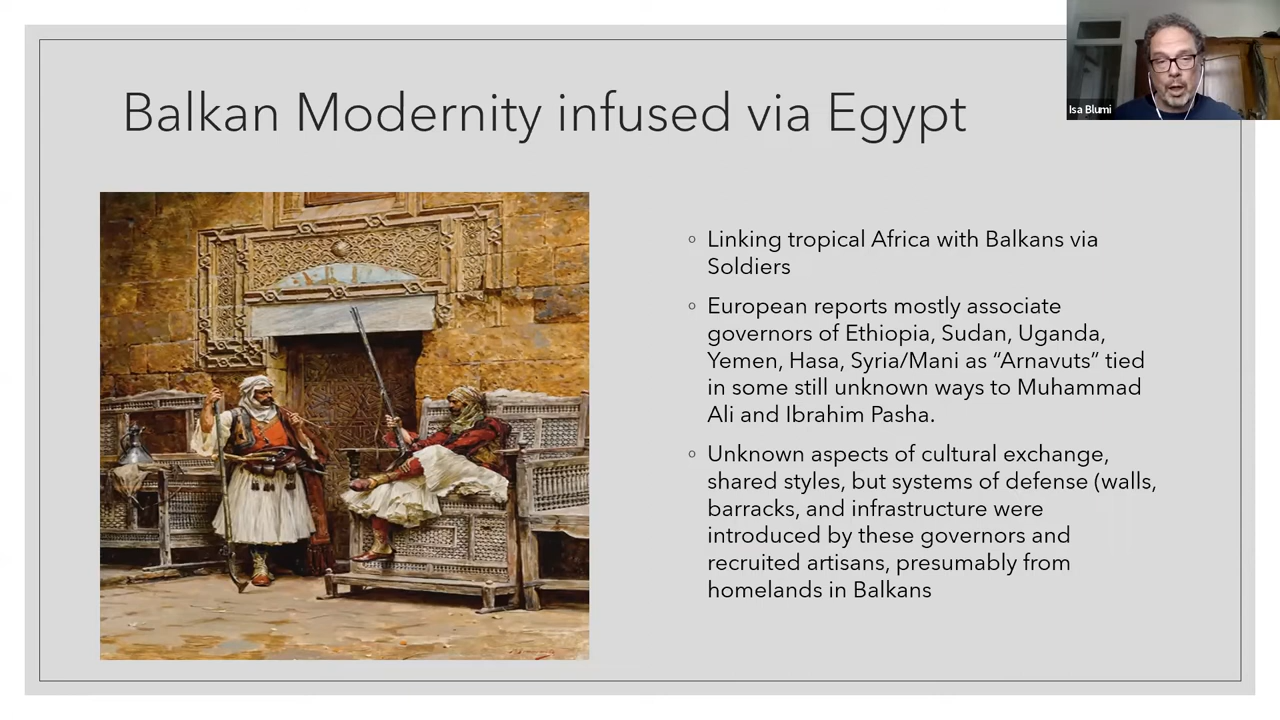 Balkan Modernity infused via Egypt
Isa Blumi
◦ Linking tropical Africa with Balkans via
Soldiers
◦ European reports mostly associate
governors of Ethiopia, Sudan, Uganda,
Yemen, Hasa, Syria/Mani as “Arnavuts” tied
in some still unknown ways to Muhammad
Ali and Ibrahim Pasha.
◦ Unknown aspects of cultural exchange,
shared styles, but systems of defense (walls,
barracks, and infrastructure were
introduced by these governors and
recruited artisans, presumably from
homelands in Balkans